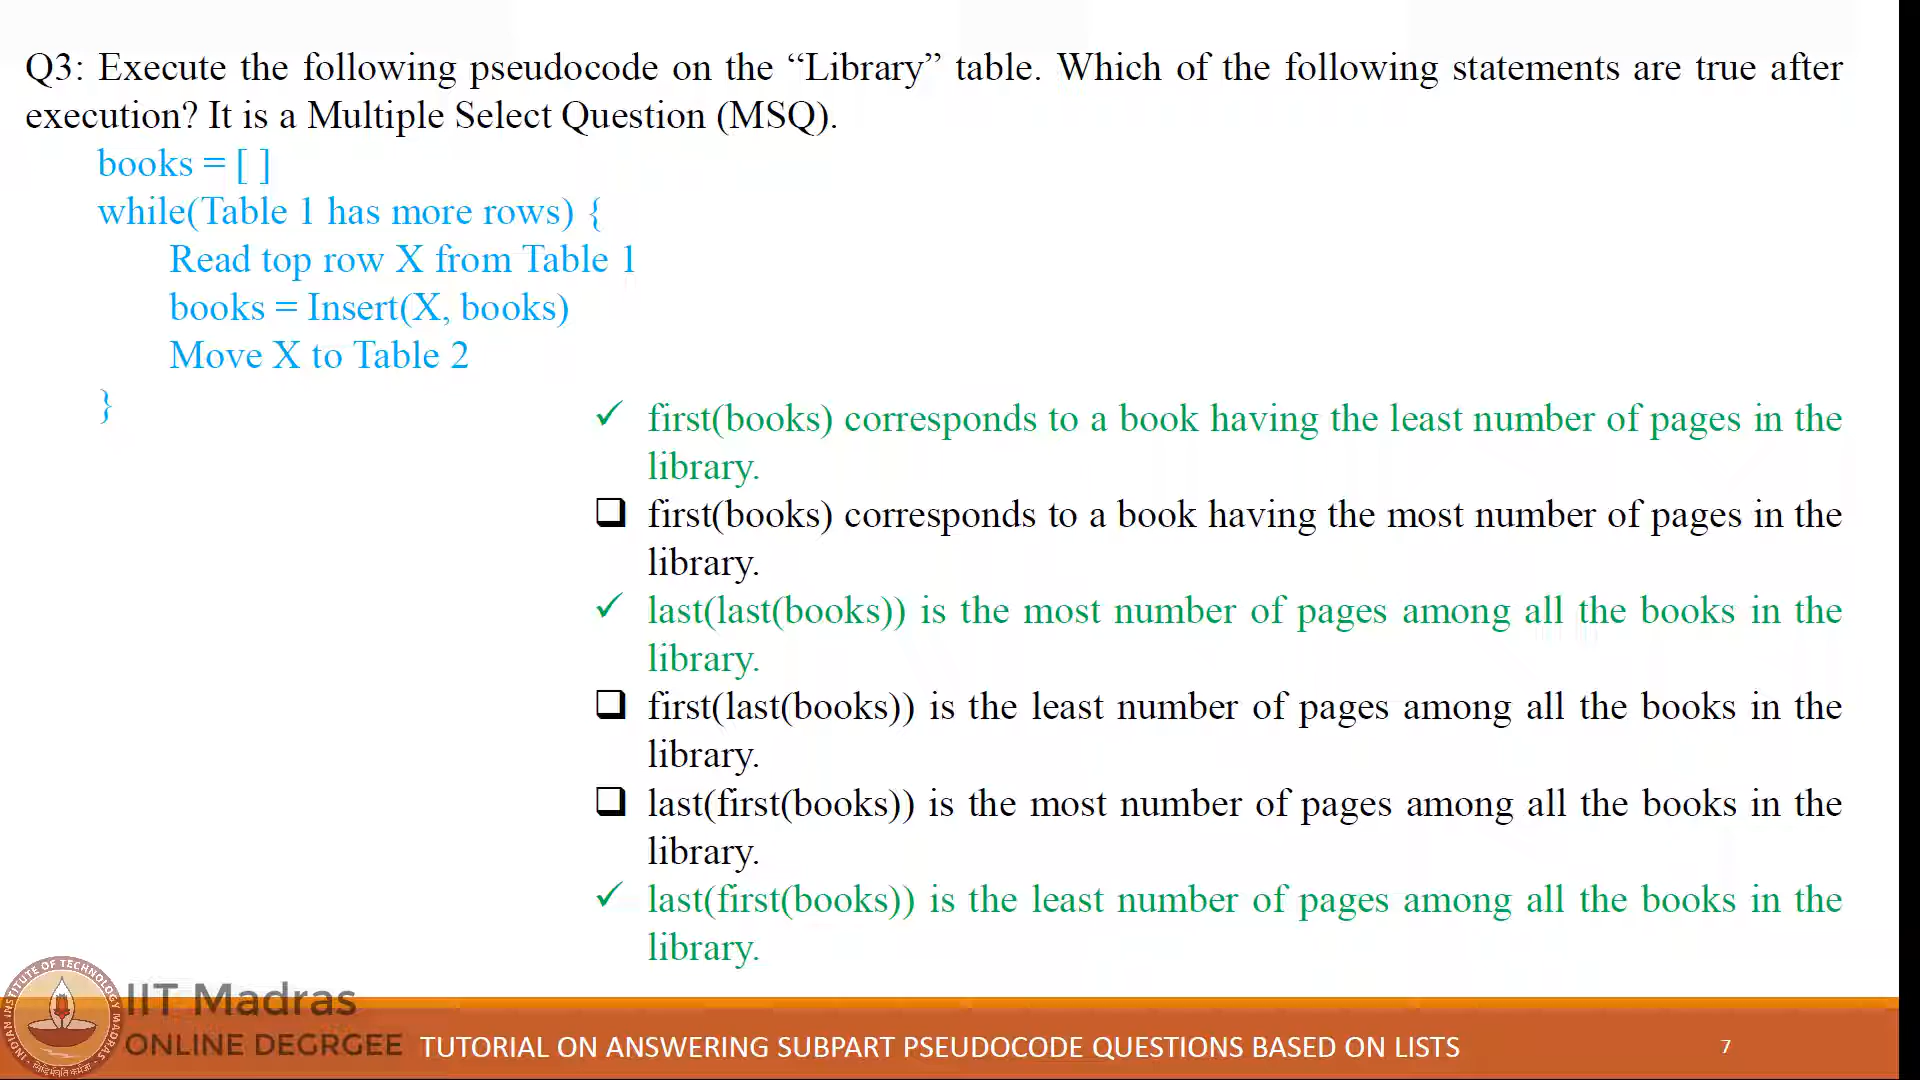 Q3: Execute the following pseudocode on the “Library” table. Which of the following statements are true after
execution? It is a Multiple Select Question (MSQ).
books = [ ]
while(Table 1 has more rows) {
Read top row X from Table 1
books = Insert(X, books)
Move X to Table 2
}
✓ first(books) corresponds to a book having the least number of pages in the
library.
❑ first(books) corresponds to a book having the most number of pages in the
library.
✓ last(last(books)) is the most number of pages among all the books in the
library.
❑ first(last(books)) is the least number of pages among all the books in the
library.
❑ last(first(books)) is the most number of pages among all the books in the
library.
✓ last(first(books)) is the least number of pages among all the books in the
library.
INDIAN INSTITUTE OF TECHNOLOGY MADRAS
IIT Madras
ONLINE DEGRGEE
TUTORIAL ON ANSWERING SUBPART PSEUDOCODE QUESTIONS BASED ON LISTS
7